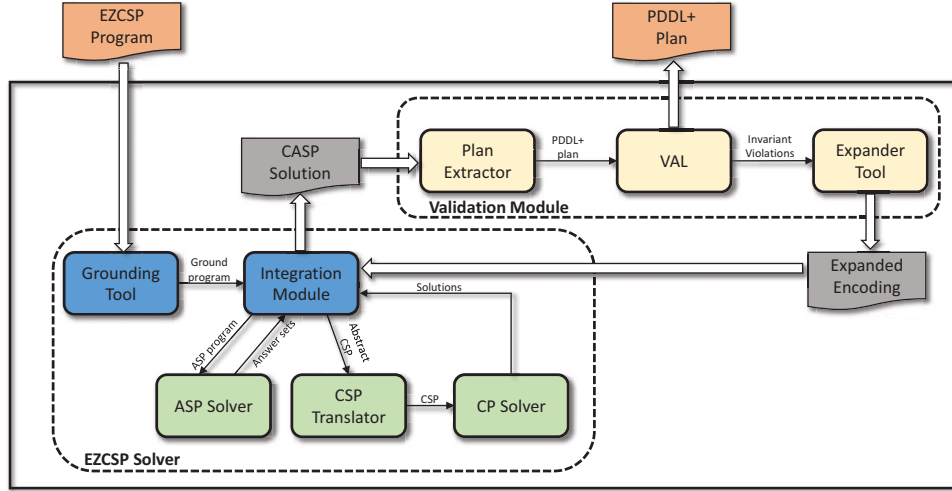 EZCSP
Program
PDDL+
Plan
CASP
Solution
Plan
Extractor
PDDL+
plan
VAL
Invariant
Violations
Expander
Tool
Validation Module
Grounding
Tool
Ground
program
Integration
Module
Expanded
Encoding
Solutions
ASP program
Answer sets
Abstract
CSP
ASP Solver
CSP
Translator
CSP
CP Solver
EZCSP Solver